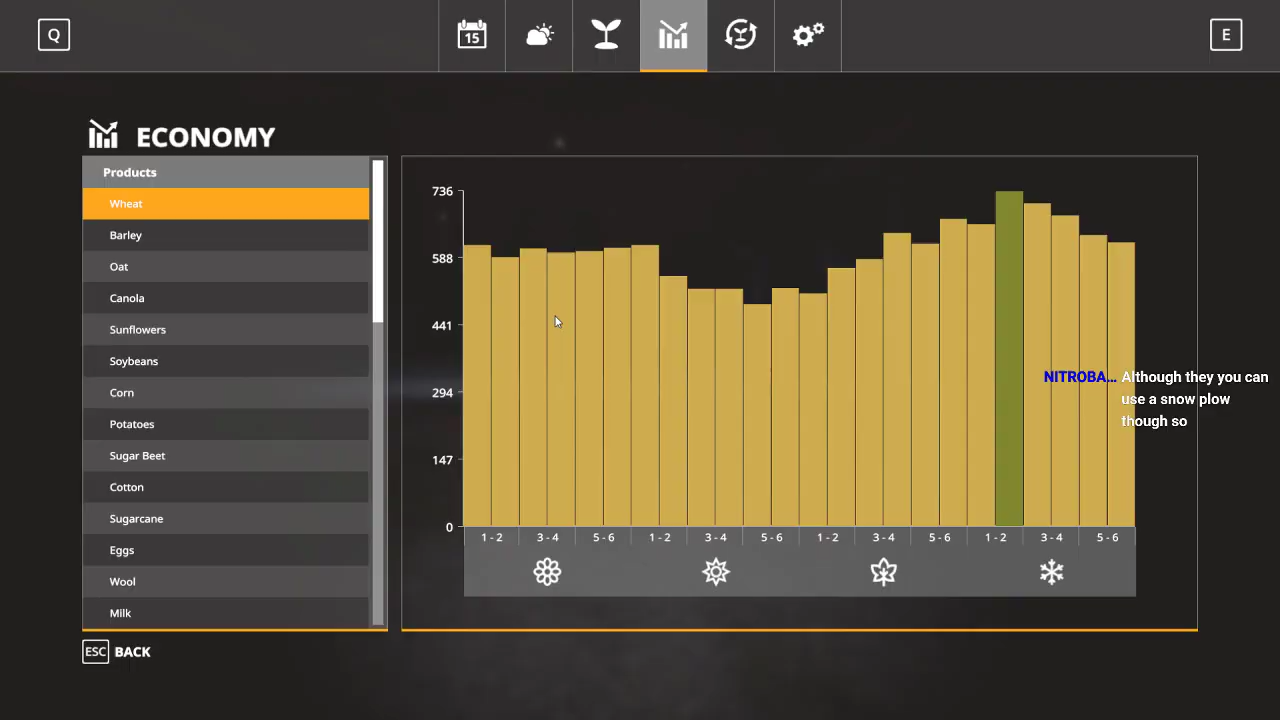 Q
15
E
ECONOMY
Products
Wheat
Barley
Oat
Canola
Sunflowers
Soybeans
Corn
Potatoes
Sugar Beet
Cotton
Sugarcane
Eggs
Wool
Milk
736
588
441
294
147
0
1 - 2 3 - 4 5 - 6 1 - 2 3 - 4 5 - 6 1 - 2 3 - 4 5 - 6 1 - 2 3 - 4 5 - 6
NITROBA... Although they you can
use a snow plow
though so
ESC BACK